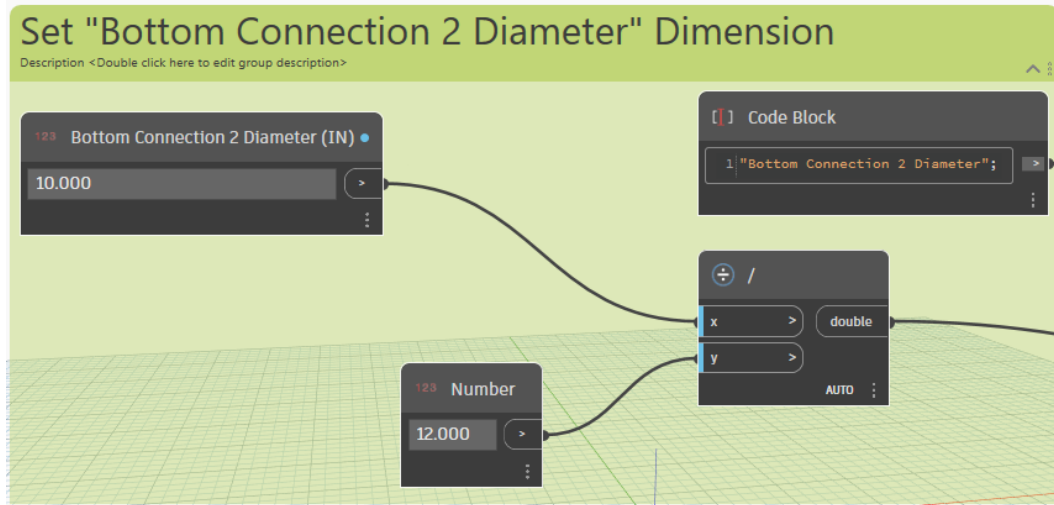 Set "Bottom Connection 2 Diameter" Dimension
Description <Double click here to edit group description>
123 Bottom Connection 2 Diameter (IN)
10.000
>
[I] Code Block
1 "Bottom Connection 2 Diameter"; >
÷ /
x > double
y >
AUTO
123 Number
12.000 >